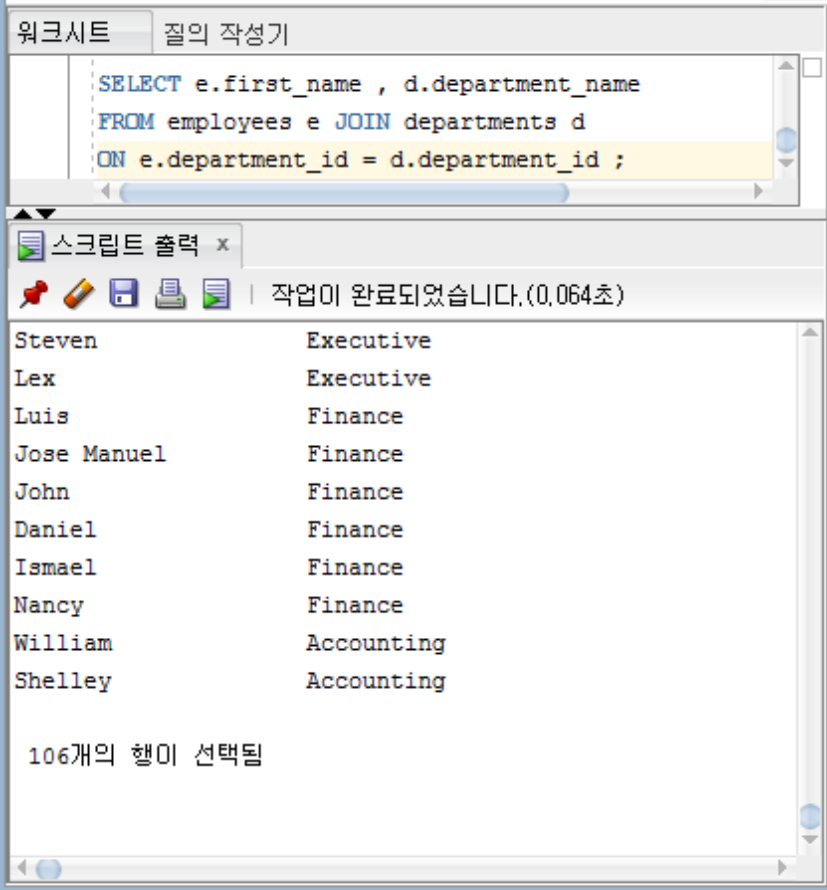 워크시트 질의 작성기
SELECT e.first_name , d.department_name
FROM employees e JOIN departments d
ON e.department_id = d.department_id ;
스크립트 출력 x
작업이 완료되었습니다.(0,064초)
Steven Executive
Lex Executive
Luis Finance
Jose Manuel Finance
John Finance
Daniel Finance
Ismael Finance
Nancy Finance
William Accounting
Shelley Accounting
106개의 행이 선택됨